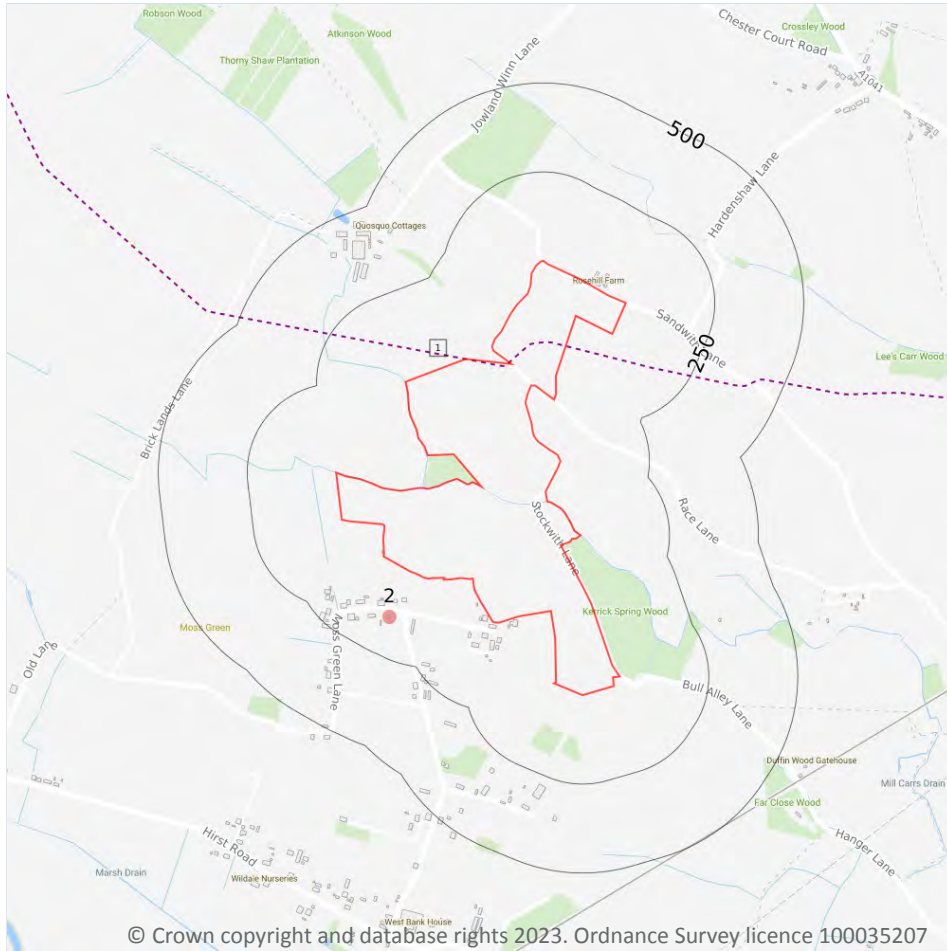 Robson Wood
Chester Court Road
Crossley Wood
Atkinson Wood
Thorny Shaw Plantation
Jowland Winn Lane
A1041
500
Hardenshaw Lane
Quosquo Cottages
Rosehill Farm
Sandwith Lane
1
250
Lee's Carr Wood
Brick Lands Lane
Stockwith Lane
Race Lane
2
Kerrick Spring Wood
Moss Green
Moss Green Lane
Old Lane
Bull Alley Lane
Duffin Wood Gatehouse
Mill Carrs Drain
Far Close Wood
Hirst Road
Hanger Lane
Marsh Drain
Wildale Nurseries
West Bank House
© Crown copyright and database rights 2023. Ordnance Survey licence 100035207